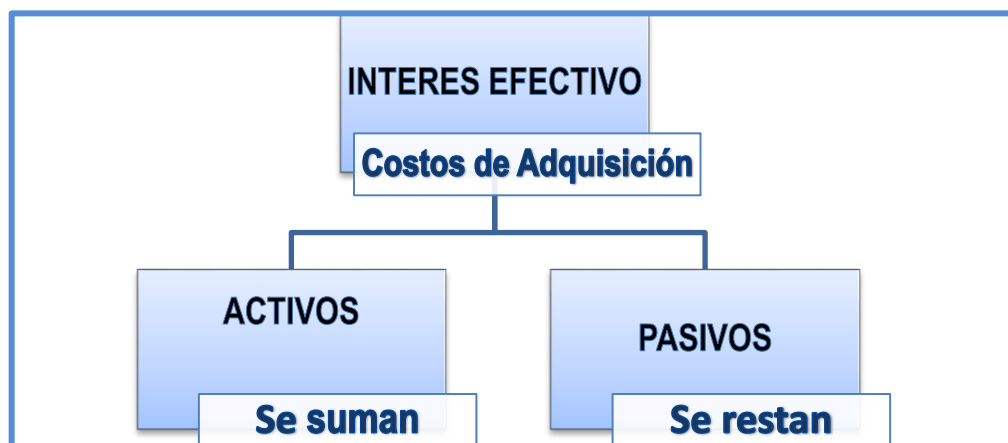 INTERES EFECTIVO
Costos de Adquisición
ACTIVOS
PASIVOS
Se suman
Se restan